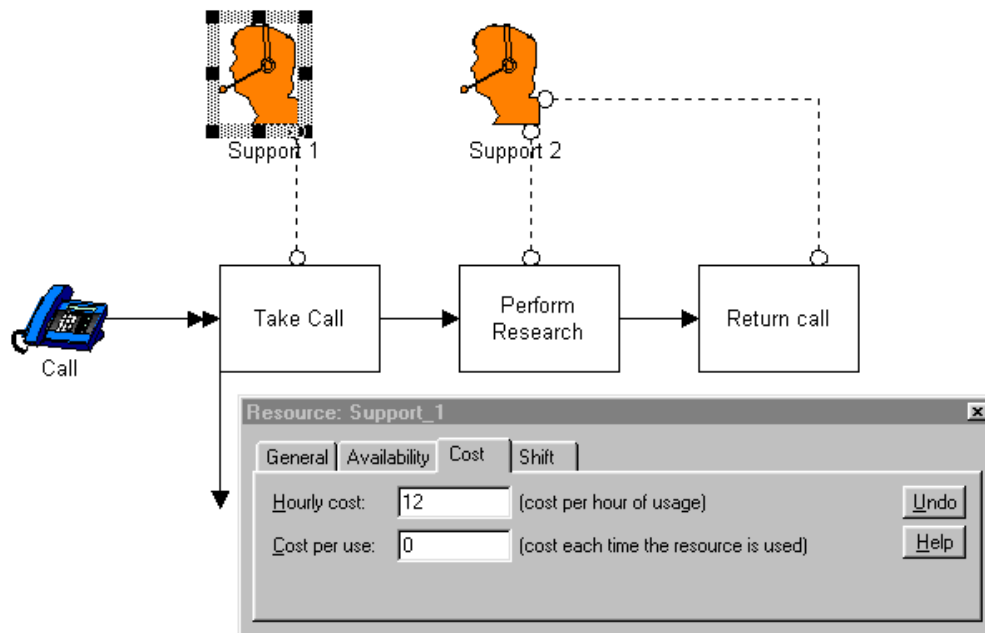 Support 1
Support 2
Call
Take Call
Perform
Research
Return call
Resource: Support_1
General Availability Cost Shift
Hourly cost: 12 (cost per hour of usage) Undo
Cost per use: 0 (cost each time the resource is used) Help